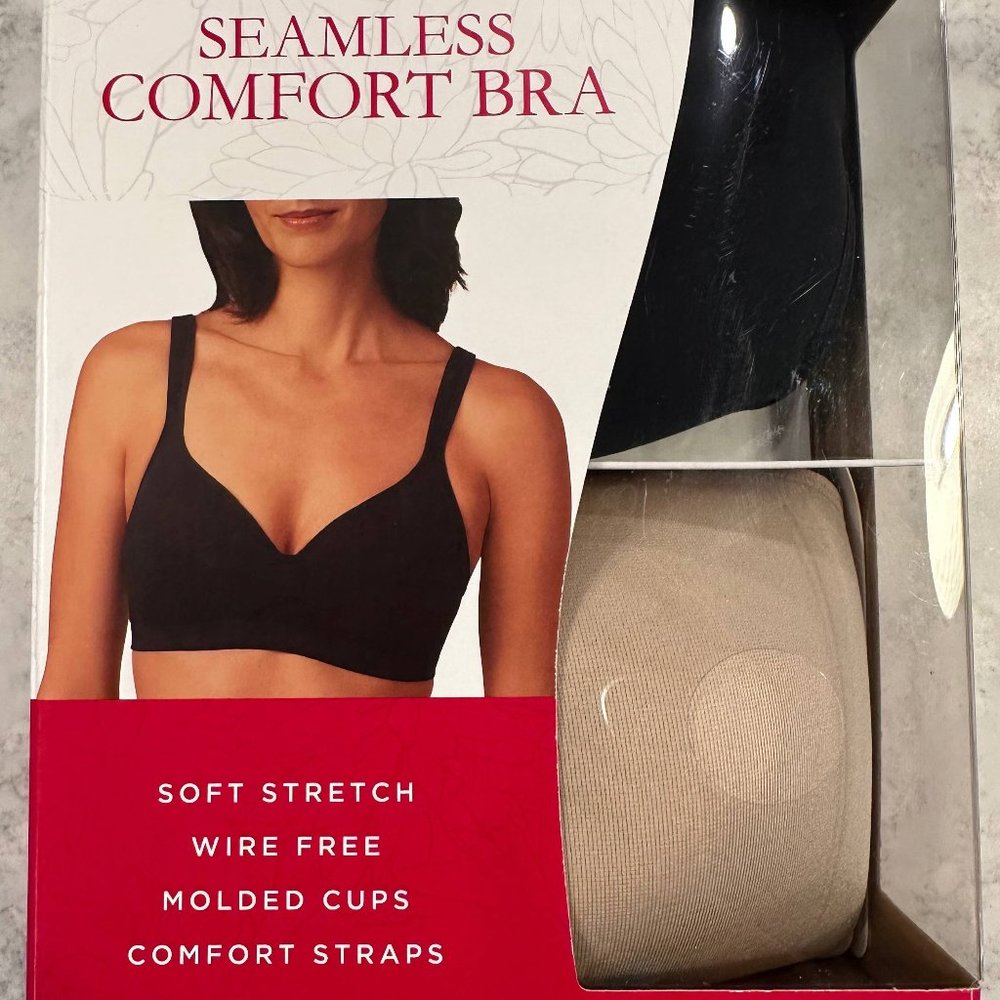 SEAMLESS
COMFORT BRA
SOFT STRETCH
WIRE FREE
MOLDED CUPS
COMFORT STRAPS